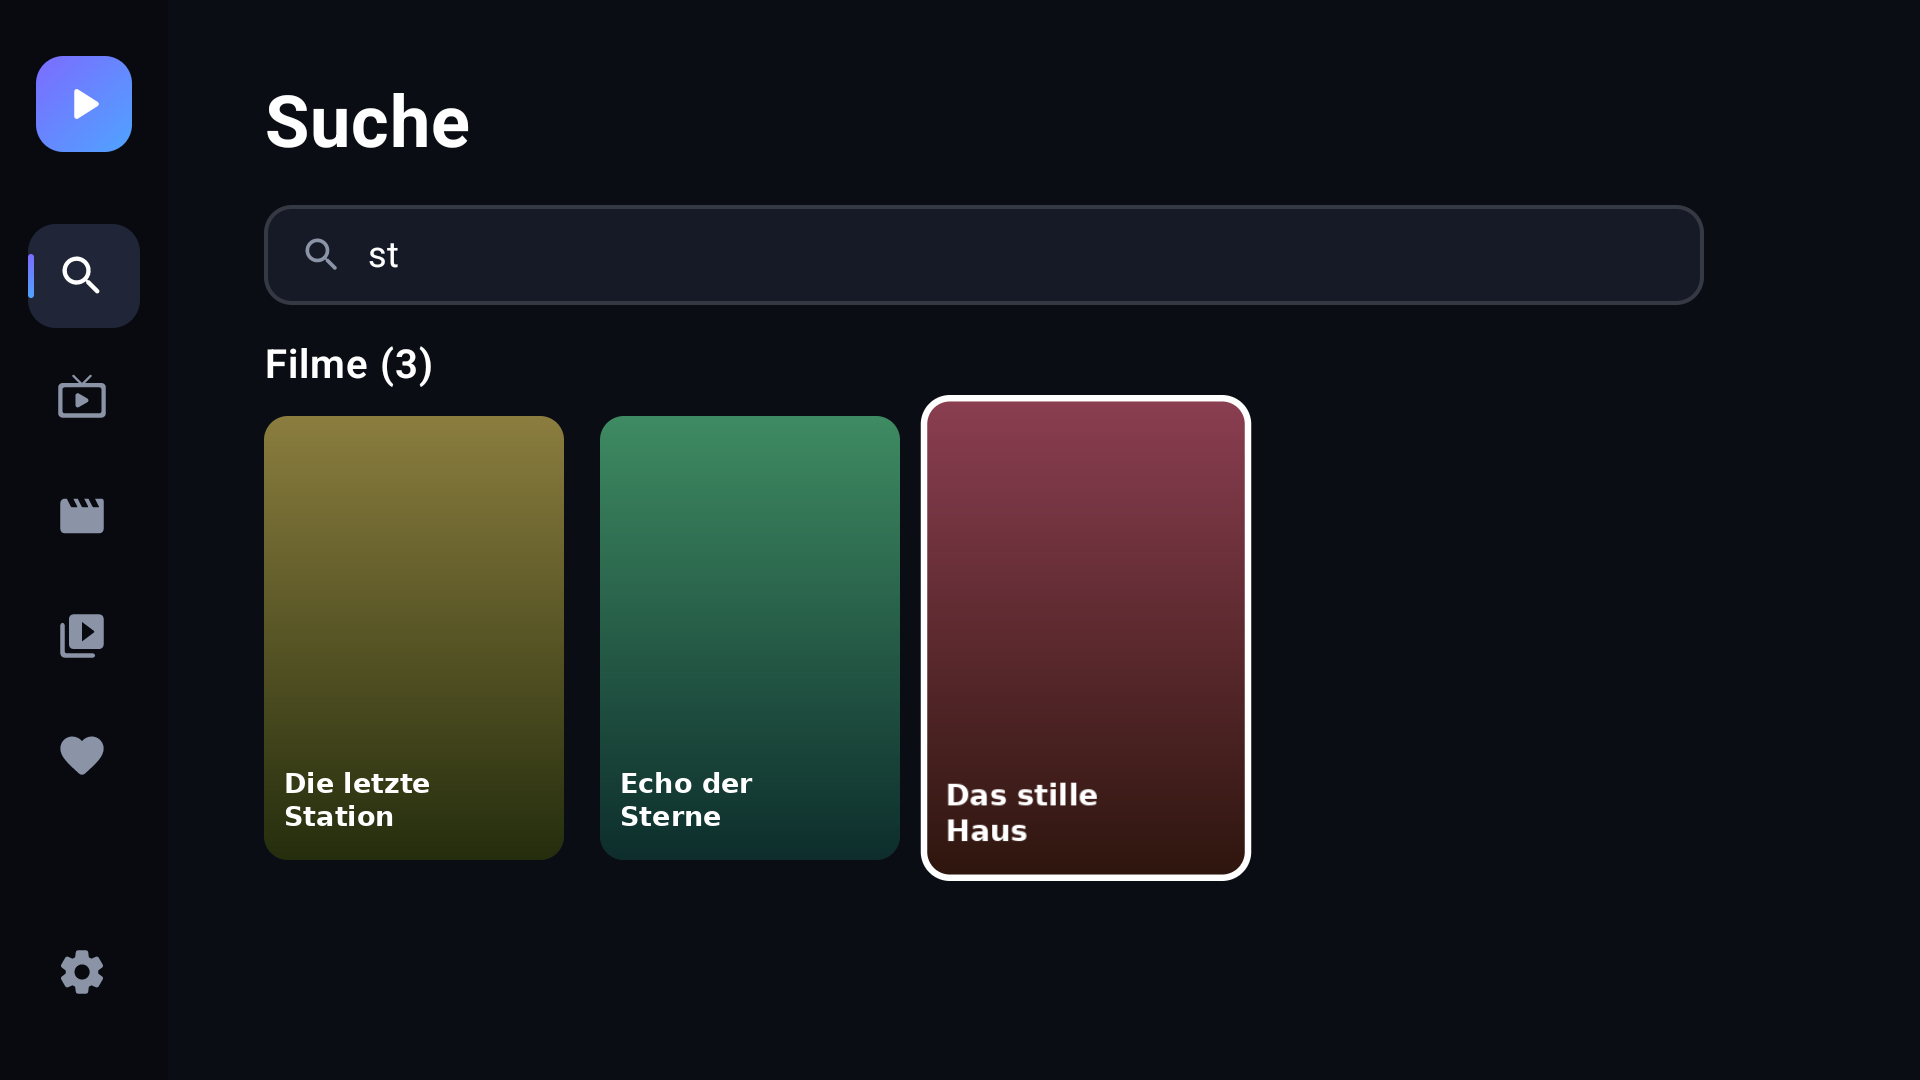 Suche
st
Filme (3)
Die letzte
Station
Echo der
Sterne
Das stille
Haus